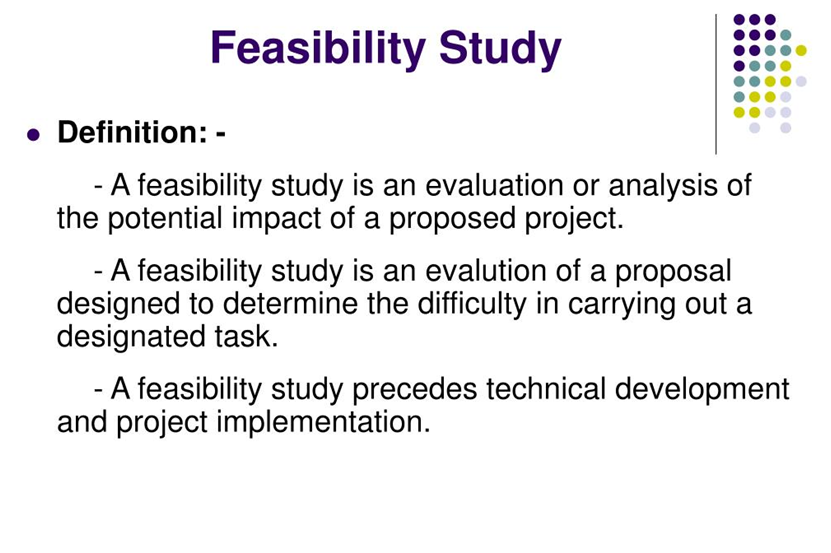 Feasibility Study
Definition: -
- A feasibility study is an evaluation or analysis of
the potential impact of a proposed project.
- A feasibility study is an evalution of a proposal
designed to determine the difficulty in carrying out a
designated task.
- A feasibility study precedes technical development
and project implementation.